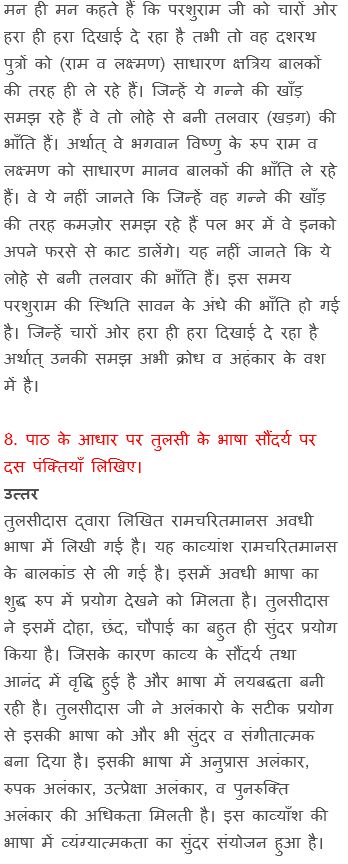 मन ही मन कहते हैं कि परशुराम जी को चारों ओर
हरा ही हरा दिखाई दे रहा है तभी तो वह दशरथ
पुत्रों को (राम व लक्ष्मण) साधारण क्षत्रिय बालकों
की तरह ही ले रहे हैं। जिन्हें ये गन्ने की खाँड़
समझ रहे हैं वे तो लोहे से बनी तलवार (खड़ग) की
भाँति हैं। अर्थात् वे भगवान विष्णु के रुप राम व
लक्ष्मण को साधारण मानव बालकों की भाँति ले रहे
हैं। वे ये नहीं जानते कि जिन्हें वह गन्ने की खाँड़
की तरह कमज़ोर समझ रहे हैं पल भर में वे इनको
अपने फरसे से काट डालेंगे। यह नहीं जानते कि ये
लोहे से बनी तलवार की भाँति हैं। इस समय
परशुराम की स्थिति सावन के अंधे की भाँति हो गई
है। जिन्हें चारों ओर हरा ही हरा दिखाई दे रहा है
अर्थात् उनकी समझ अभी क्रोध व अहंकार के वश
में है।
8. पाठ के आधार पर तुलसी के भाषा सौंदर्य पर
दस पंक्तियाँ लिखिए।
उत्तर
तुलसीदास द्वारा लिखित रामचरितमानस अवधी
भाषा में लिखी गई है। यह काव्यांश रामचरितमानस
के बालकांड से ली गई है। इसमें अवधी भाषा का
शुद्ध रुप में प्रयोग देखने को मिलता है। तुलसीदास
ने इसमें दोहा, छंद, चौपाई का बहुत ही सुंदर प्रयोग
किया है। जिसके कारण काव्य के सौंदर्य तथा
आनंद में वृद्धि हुई है और भाषा में लयबद्धता बनी
रही है। तुलसीदास जी ने अलंकारो के सटीक प्रयोग
से इसकी भाषा को और भी सुंदर व संगीतात्मक
बना दिया है। इसकी भाषा में अनुप्रास अलंकार,
रुपक अलंकार, उत्प्रेक्षा अलंकार, व पुनरुक्ति
अलंकार की अधिकता मिलती है। इस काव्याँश की
भाषा में व्यंग्यात्मकता का सुंदर संयोजन हुआ है।